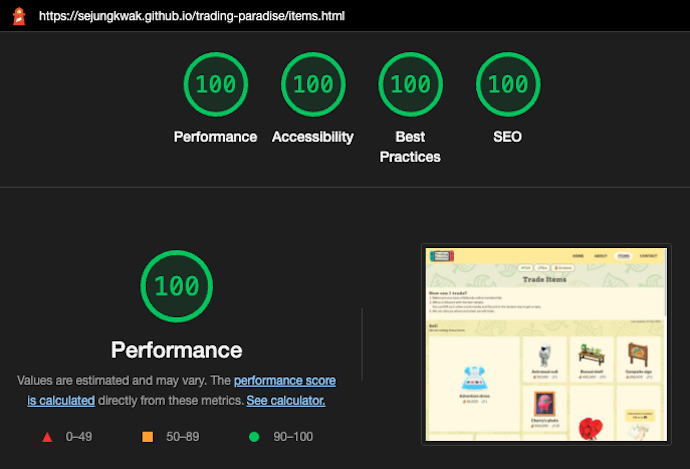 https://sejungkwak.github.io/trading-paradise/items.html
100 100 100 100
Performance Accessibility Best Practices SEO
100
Performance
Values are estimated and may vary. The performance score
is calculated directly from these metrics. See calculator.
0–49 50–89 90–100
HOME ABOUT ITEMS CONTACT
Trade Items
How can I trade?
Sell
Astronaut suit
Bonsai shelf
Campsite sign
Adventure dress
Cherry's photo